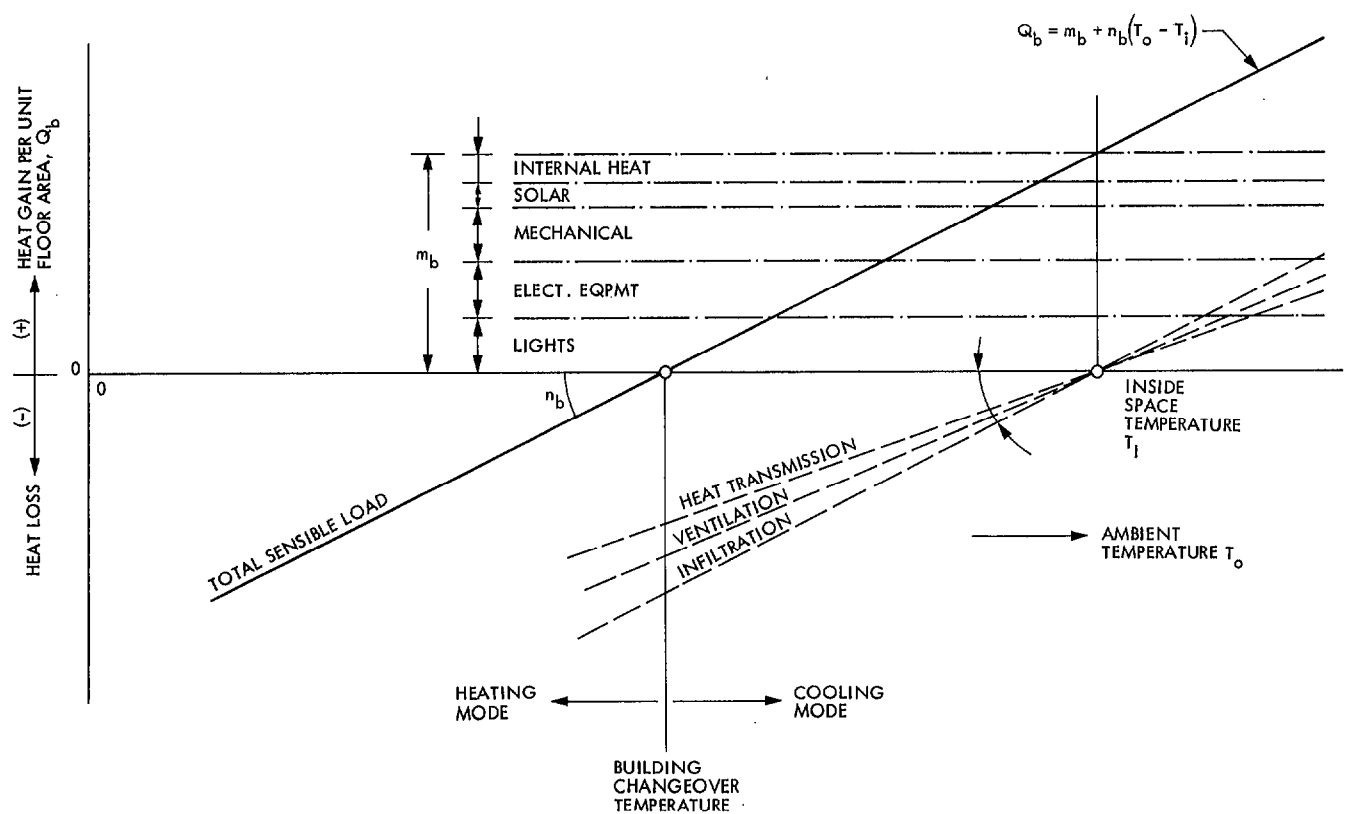 Q_b = m_b + n_b(T_o - T_i)
HEAT GAIN PER UNIT
FLOOR AREA, Q_b
(+)
(-)
HEAT LOSS
0
0
m_b
INTERNAL HEAT
SOLAR
MECHANICAL
ELECT. EQPMT
LIGHTS
n_b
INSIDE
SPACE
TEMPERATURE
T_i
TOTAL SENSIBLE LOAD
HEAT TRANSMISSION
VENTILATION
INFILTRATION
AMBIENT
TEMPERATURE T_o
HEATING
MODE
COOLING
MODE
BUILDING
CHANGEOVER
TEMPERATURE